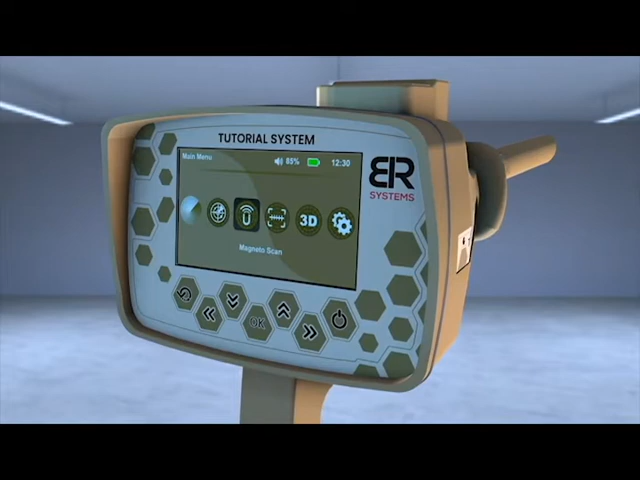 TUTORIAL SYSTEM
Main Menu
85%
12:30
BR
SYSTEMS
3D
Magneto Scan
OK